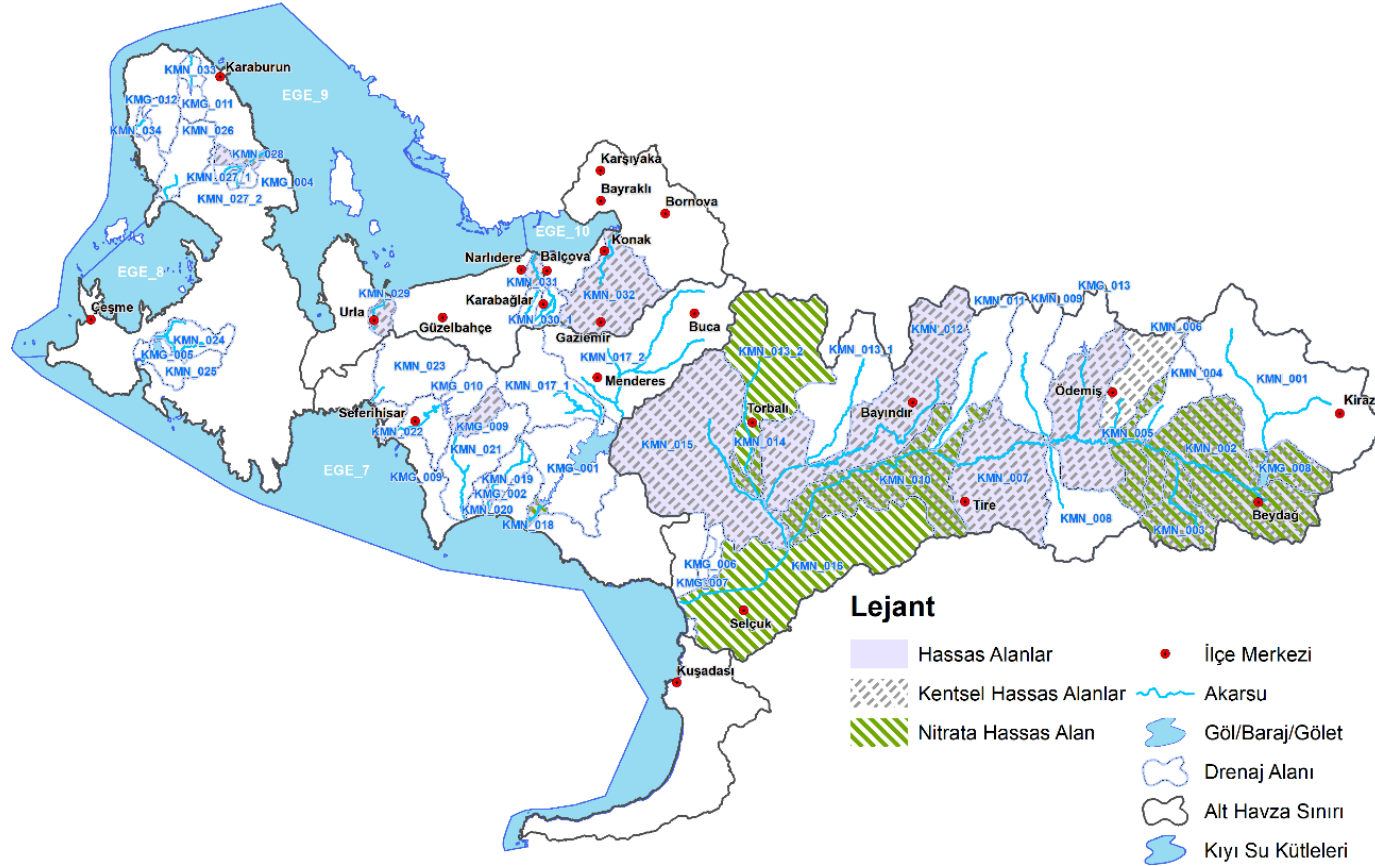 Karaburun
KMN_033
EGE_9
KMG_012
KMG_011
KMN_034
KMN_026
KMN_028
KMN_027_1
KMG_004
KMN_027_2
Karşıyaka
Bayraklı
Bornova
EGE_10
Konak
EGE_8
Narlıdere
Balçova
KMN_031
KMN_029
KMN_032
Karabağlar
Çeşme
Urla
Güzelbahçe
KMN_030_1
Gaziemir
Buca
KMN_024
KMG_005
KMN_025
KMN_017_2
KMN_023
Menderes
KMG_010
KMN_017_1
Seferihisar
KMN_022
KMG_009
KMN_021
EGE_7
KMG_009
KMN_019
KMG_001
KMG_002
KMN_020
KMN_018
KMN_013_2
KMN_013_1
KMN_012
KMN_011
KMN_009
KMG_013
KMN_006
KMN_004
KMN_001
Ödemiş
Kiraz
Bayındır
Torbalı
KMN_015
KMN_014
KMN_005
KMN_002
KMG_008
KMN_010
KMN_007
Tire
Beydağ
KMN_008
KMN_003
KMG_006
KMG_007
KMN_016
Selçuk
Kuşadası
Lejant
Hassas Alanlar
Kentsel Hassas Alanlar
Nitrata Hassas Alan
İlçe Merkezi
Akarsu
Göl/Baraj/Gölet
Drenaj Alanı
Alt Havza Sınırı
Kıyı Su Kütleleri